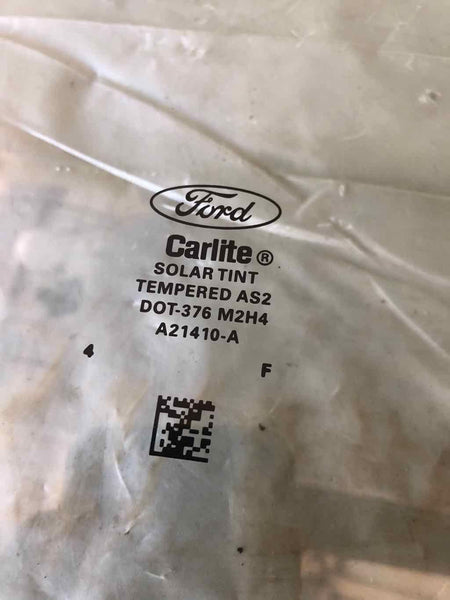 Ford
Carlite®
SOLAR TINT
TEMPERED AS2
DOT-376 M2H4
A21410-A
4 F